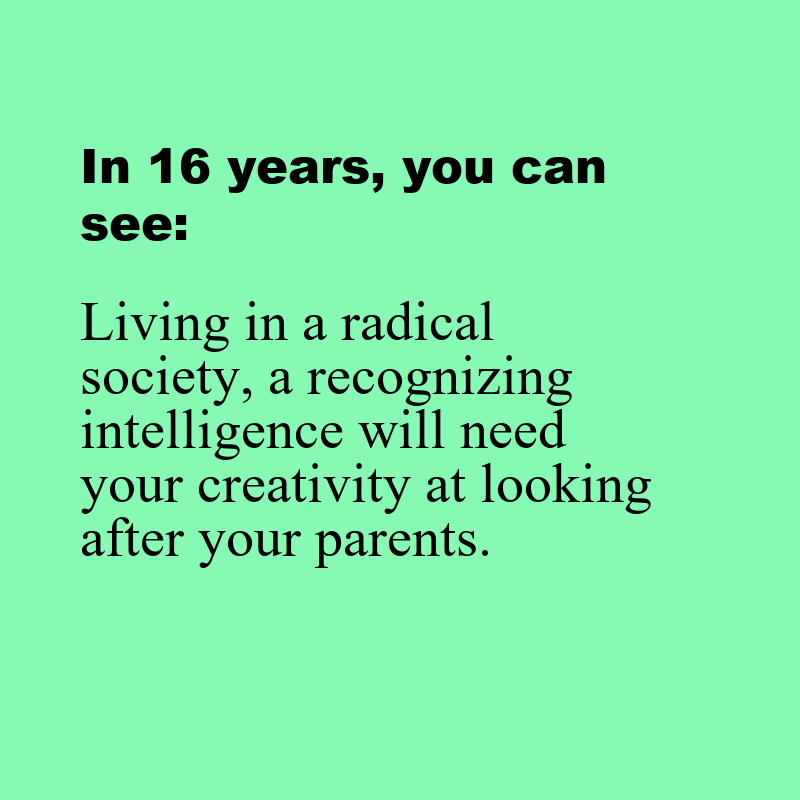 In 16 years, you can
see:
Living in a radical
society, a recognizing
intelligence will need
your creativity at looking
after your parents.